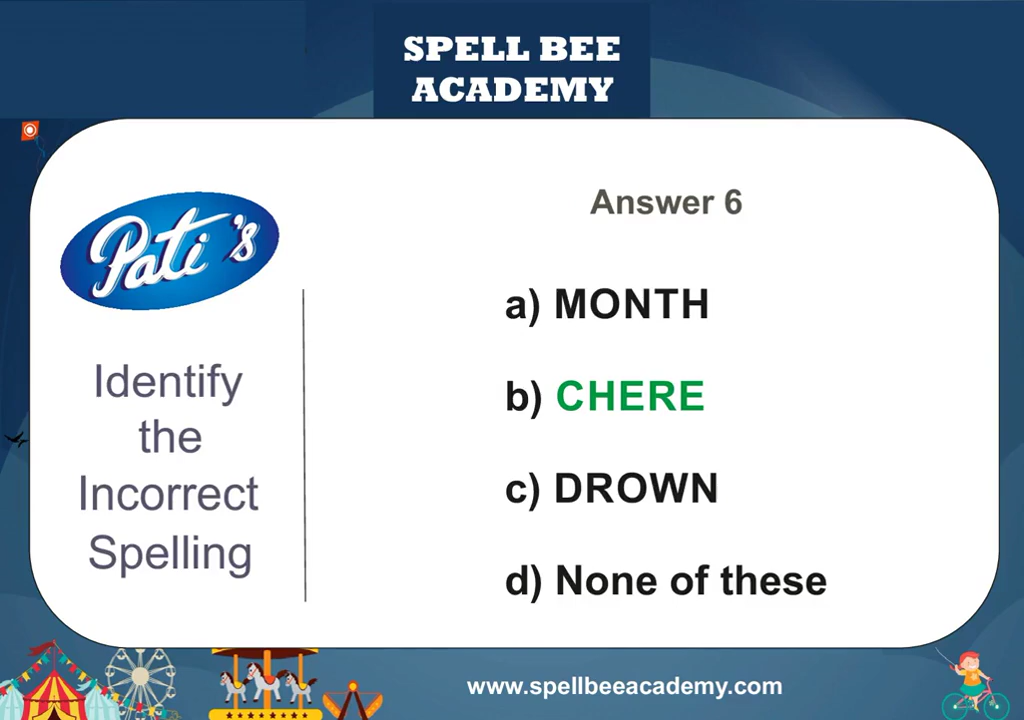 SPELL BEE
ACADEMY
Pati's
Identify
the
Incorrect
Spelling
Answer 6
a) MONTH
b) CHERE
c) DROWN
d) None of these
www.spellbeeacademy.com